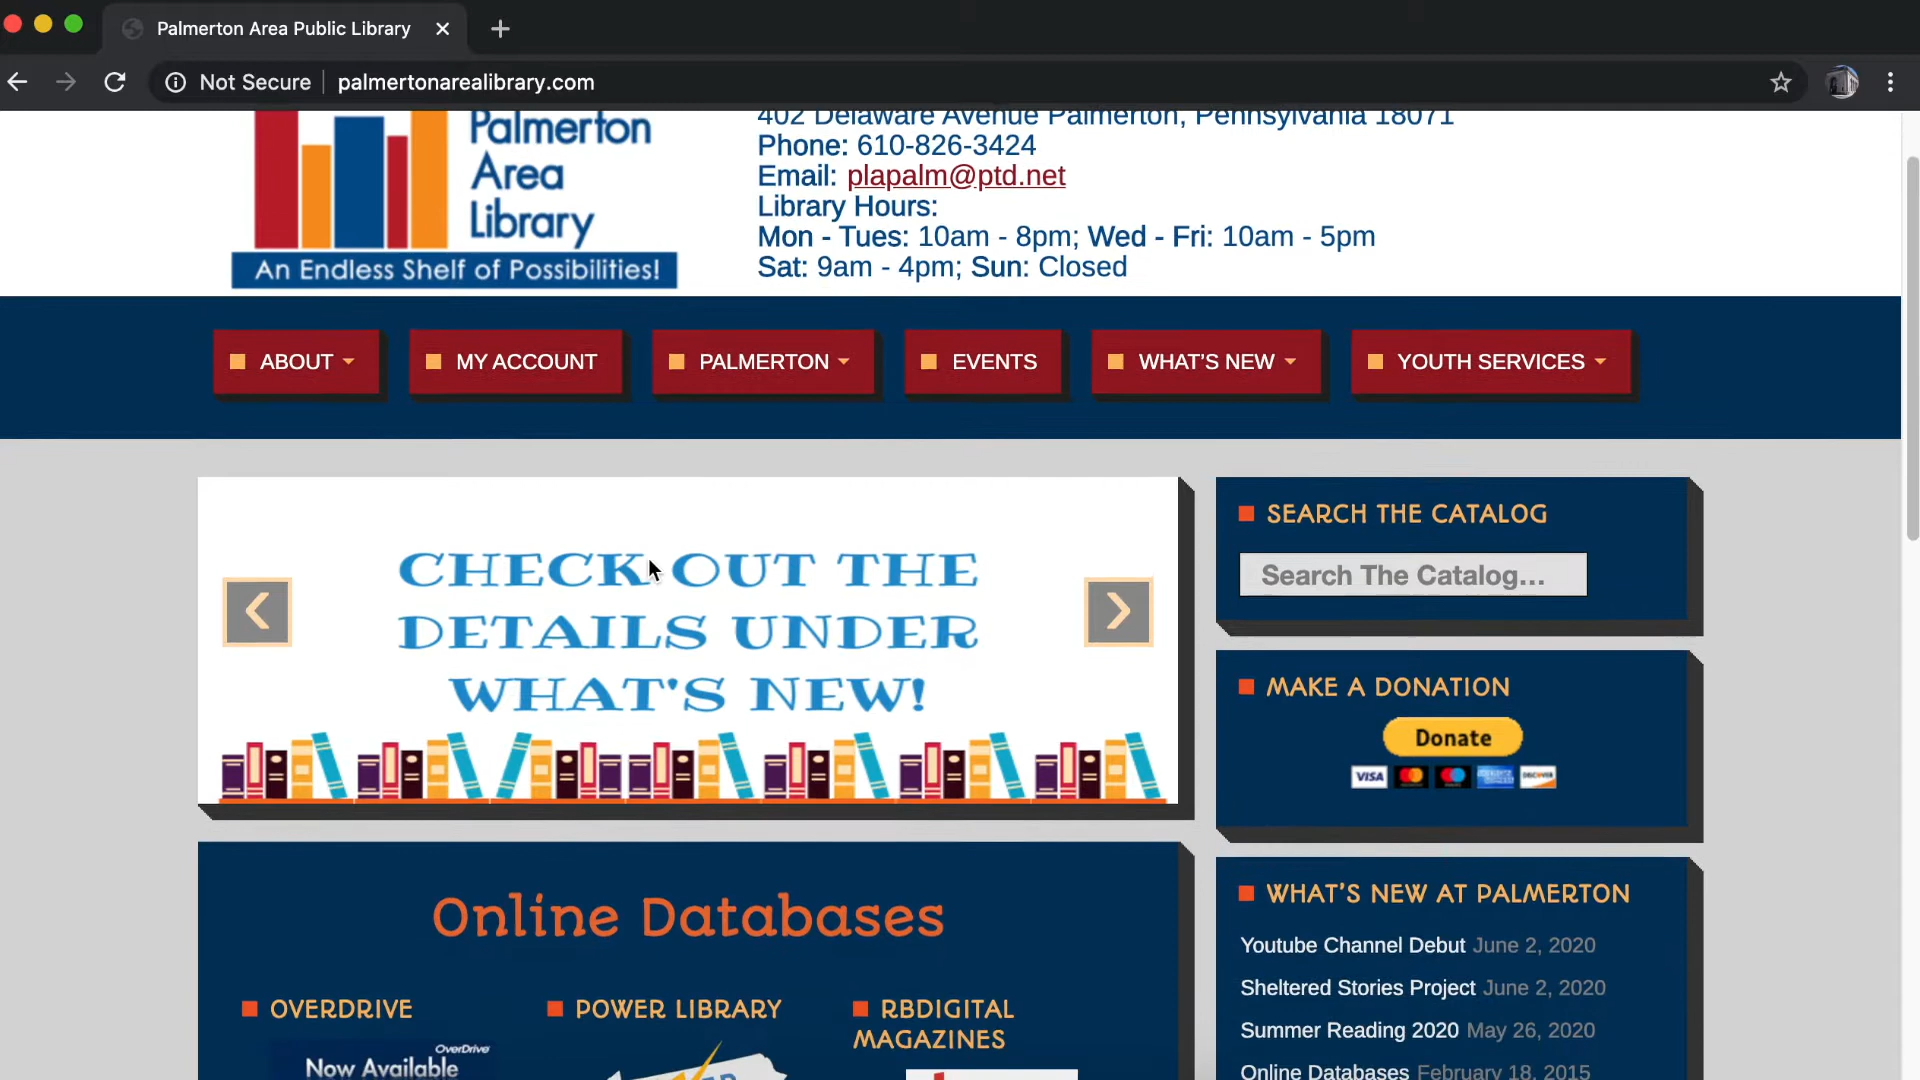 Palmerton Area Public Library
Not Secure
palmertonarealibrary.com
Palmerton
Area
Library
An Endless Shelf of Possibilities!
402 Delaware Avenue Palmerton, Pennsylvania 18071
Phone: 610-826-3424
Email: plapalm@ptd.net
Library Hours:
Mon - Tues: 10am - 8pm; Wed - Fri: 10am - 5pm
Sat: 9am - 4pm; Sun: Closed
ABOUT
MY ACCOUNT
PALMERTON
EVENTS
WHAT'S NEW
YOUTH SERVICES
CHECK OUT THE
DETAILS UNDER
WHAT'S NEW!
SEARCH THE CATALOG
Search The Catalog...
MAKE A DONATION
Donate
VISA
DISCOVER
Online Databases
OVERDRIVE
OverDrive
Now Available
POWER LIBRARY
RBDIGITAL
MAGAZINES
WHAT'S NEW AT PALMERTON
Youtube Channel Debut June 2, 2020
Sheltered Stories Project June 2, 2020
Summer Reading 2020 May 26, 2020
Online Databases February 18, 2015